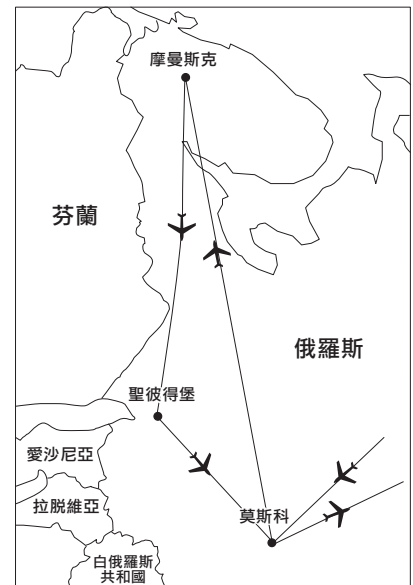 摩曼斯克
芬蘭
俄羅斯
聖彼得堡
愛沙尼亞
拉脫維亞
莫斯科
白俄羅斯
共和國